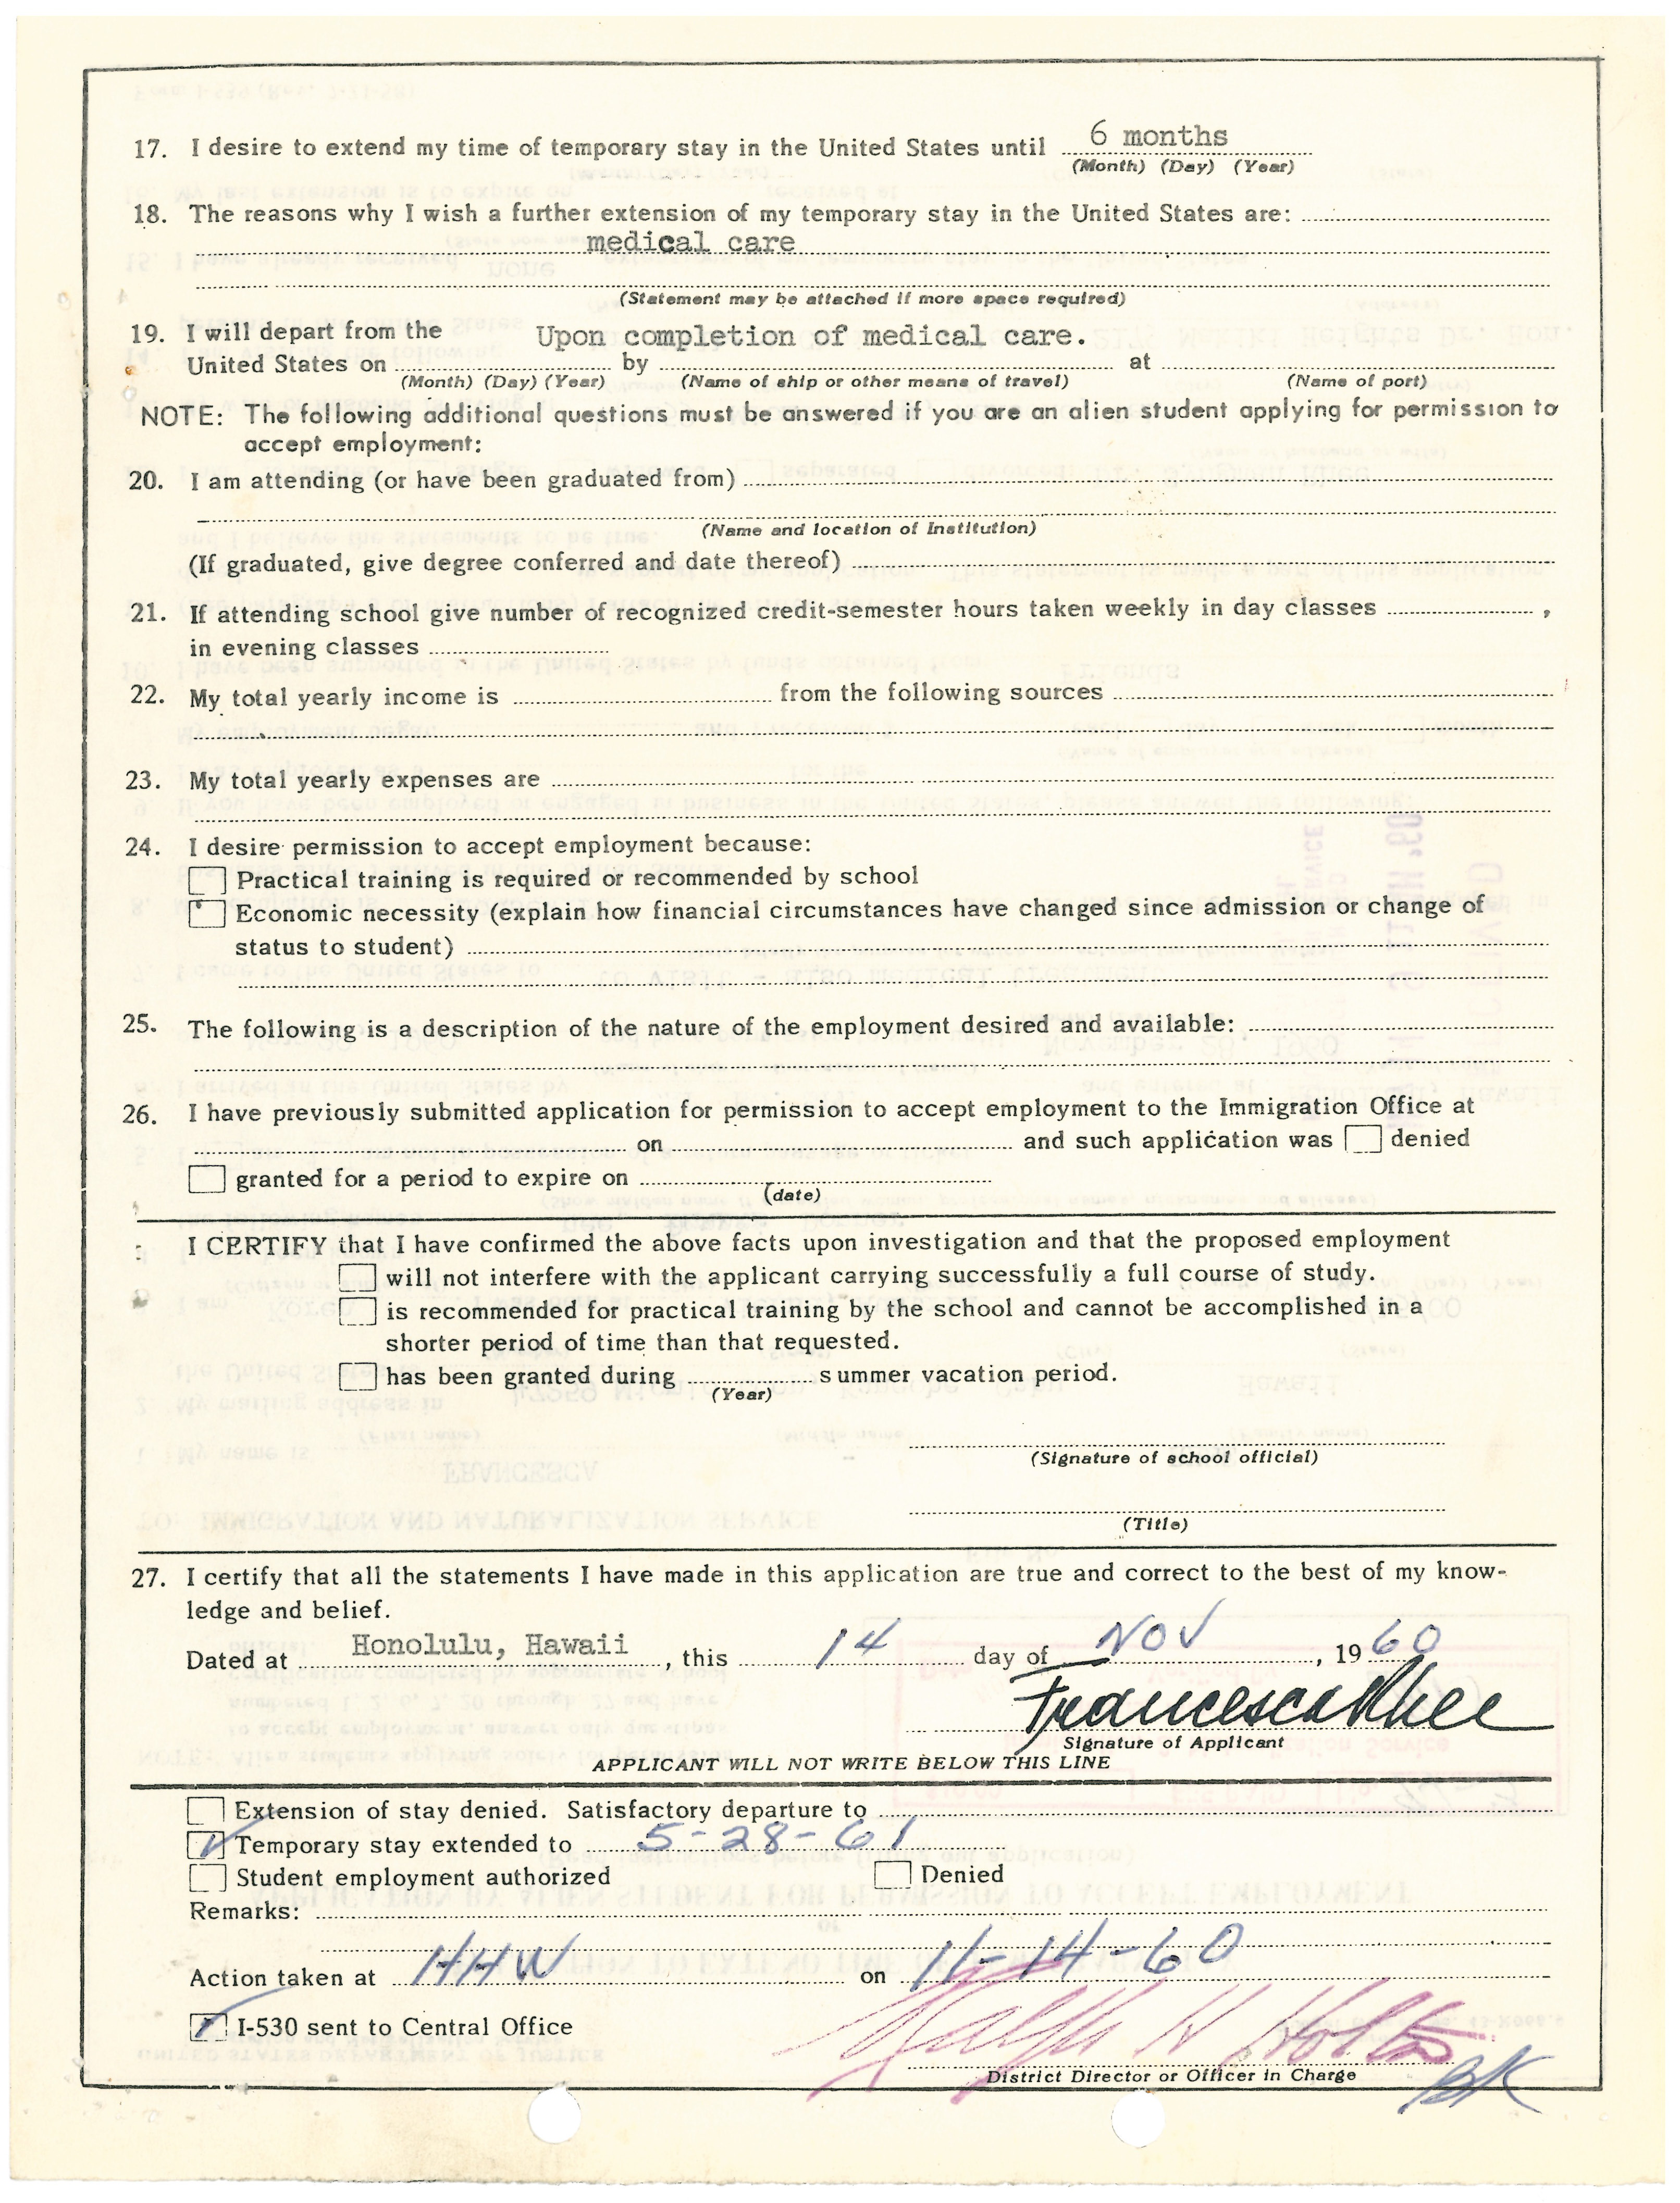 17. I desire to extend my time of temporary stay in the United States until 6 months
(Month) (Day) (Year)
18. The reasons why I wish a further extension of my temporary stay in the United States are:
medical care
(Statement may be attached if more space required)
19. I will depart from the Upon completion of medical care.
United States on by at
(Month) (Day) (Year) (Name of ship or other means of travel) (Name of port)
NOTE: The following additional questions must be answered if you are an alien student applying for permission to
accept employment:
20. I am attending (or have been graduated from)
(Name and location of Institution)
(If graduated, give degree conferred and date thereof)
21. If attending school give number of recognized credit-semester hours taken weekly in day classes ,
in evening classes
22. My total yearly income is from the following sources
23. My total yearly expenses are
24. I desire permission to accept employment because:
Practical training is required or recommended by school
Economic necessity (explain how financial circumstances have changed since admission or change of
status to student)
25. The following is a description of the nature of the employment desired and available:
26. I have previously submitted application for permission to accept employment to the Immigration Office at
on and such application was denied
granted for a period to expire on
(date)
I CERTIFY that I have confirmed the above facts upon investigation and that the proposed employment
will not interfere with the applicant carrying successfully a full course of study.
is recommended for practical training by the school and cannot be accomplished in a
shorter period of time than that requested.
has been granted during summer vacation period.
(Year)
(Signature of school official)
(Title)
27. I certify that all the statements I have made in this application are true and correct to the best of my know-
ledge and belief.
Dated at Honolulu, Hawaii , this 14 day of NOV , 1960
Francesca Rhee
Signature of Applicant
APPLICANT WILL NOT WRITE BELOW THIS LINE
Extension of stay denied. Satisfactory departure to
Temporary stay extended to 5-28-61
Student employment authorized Denied
Remarks:
Action taken at HHW on 11-14-60
I-530 sent to Central Office
Ralph H Holton
District Director or Officer in Charge
BK